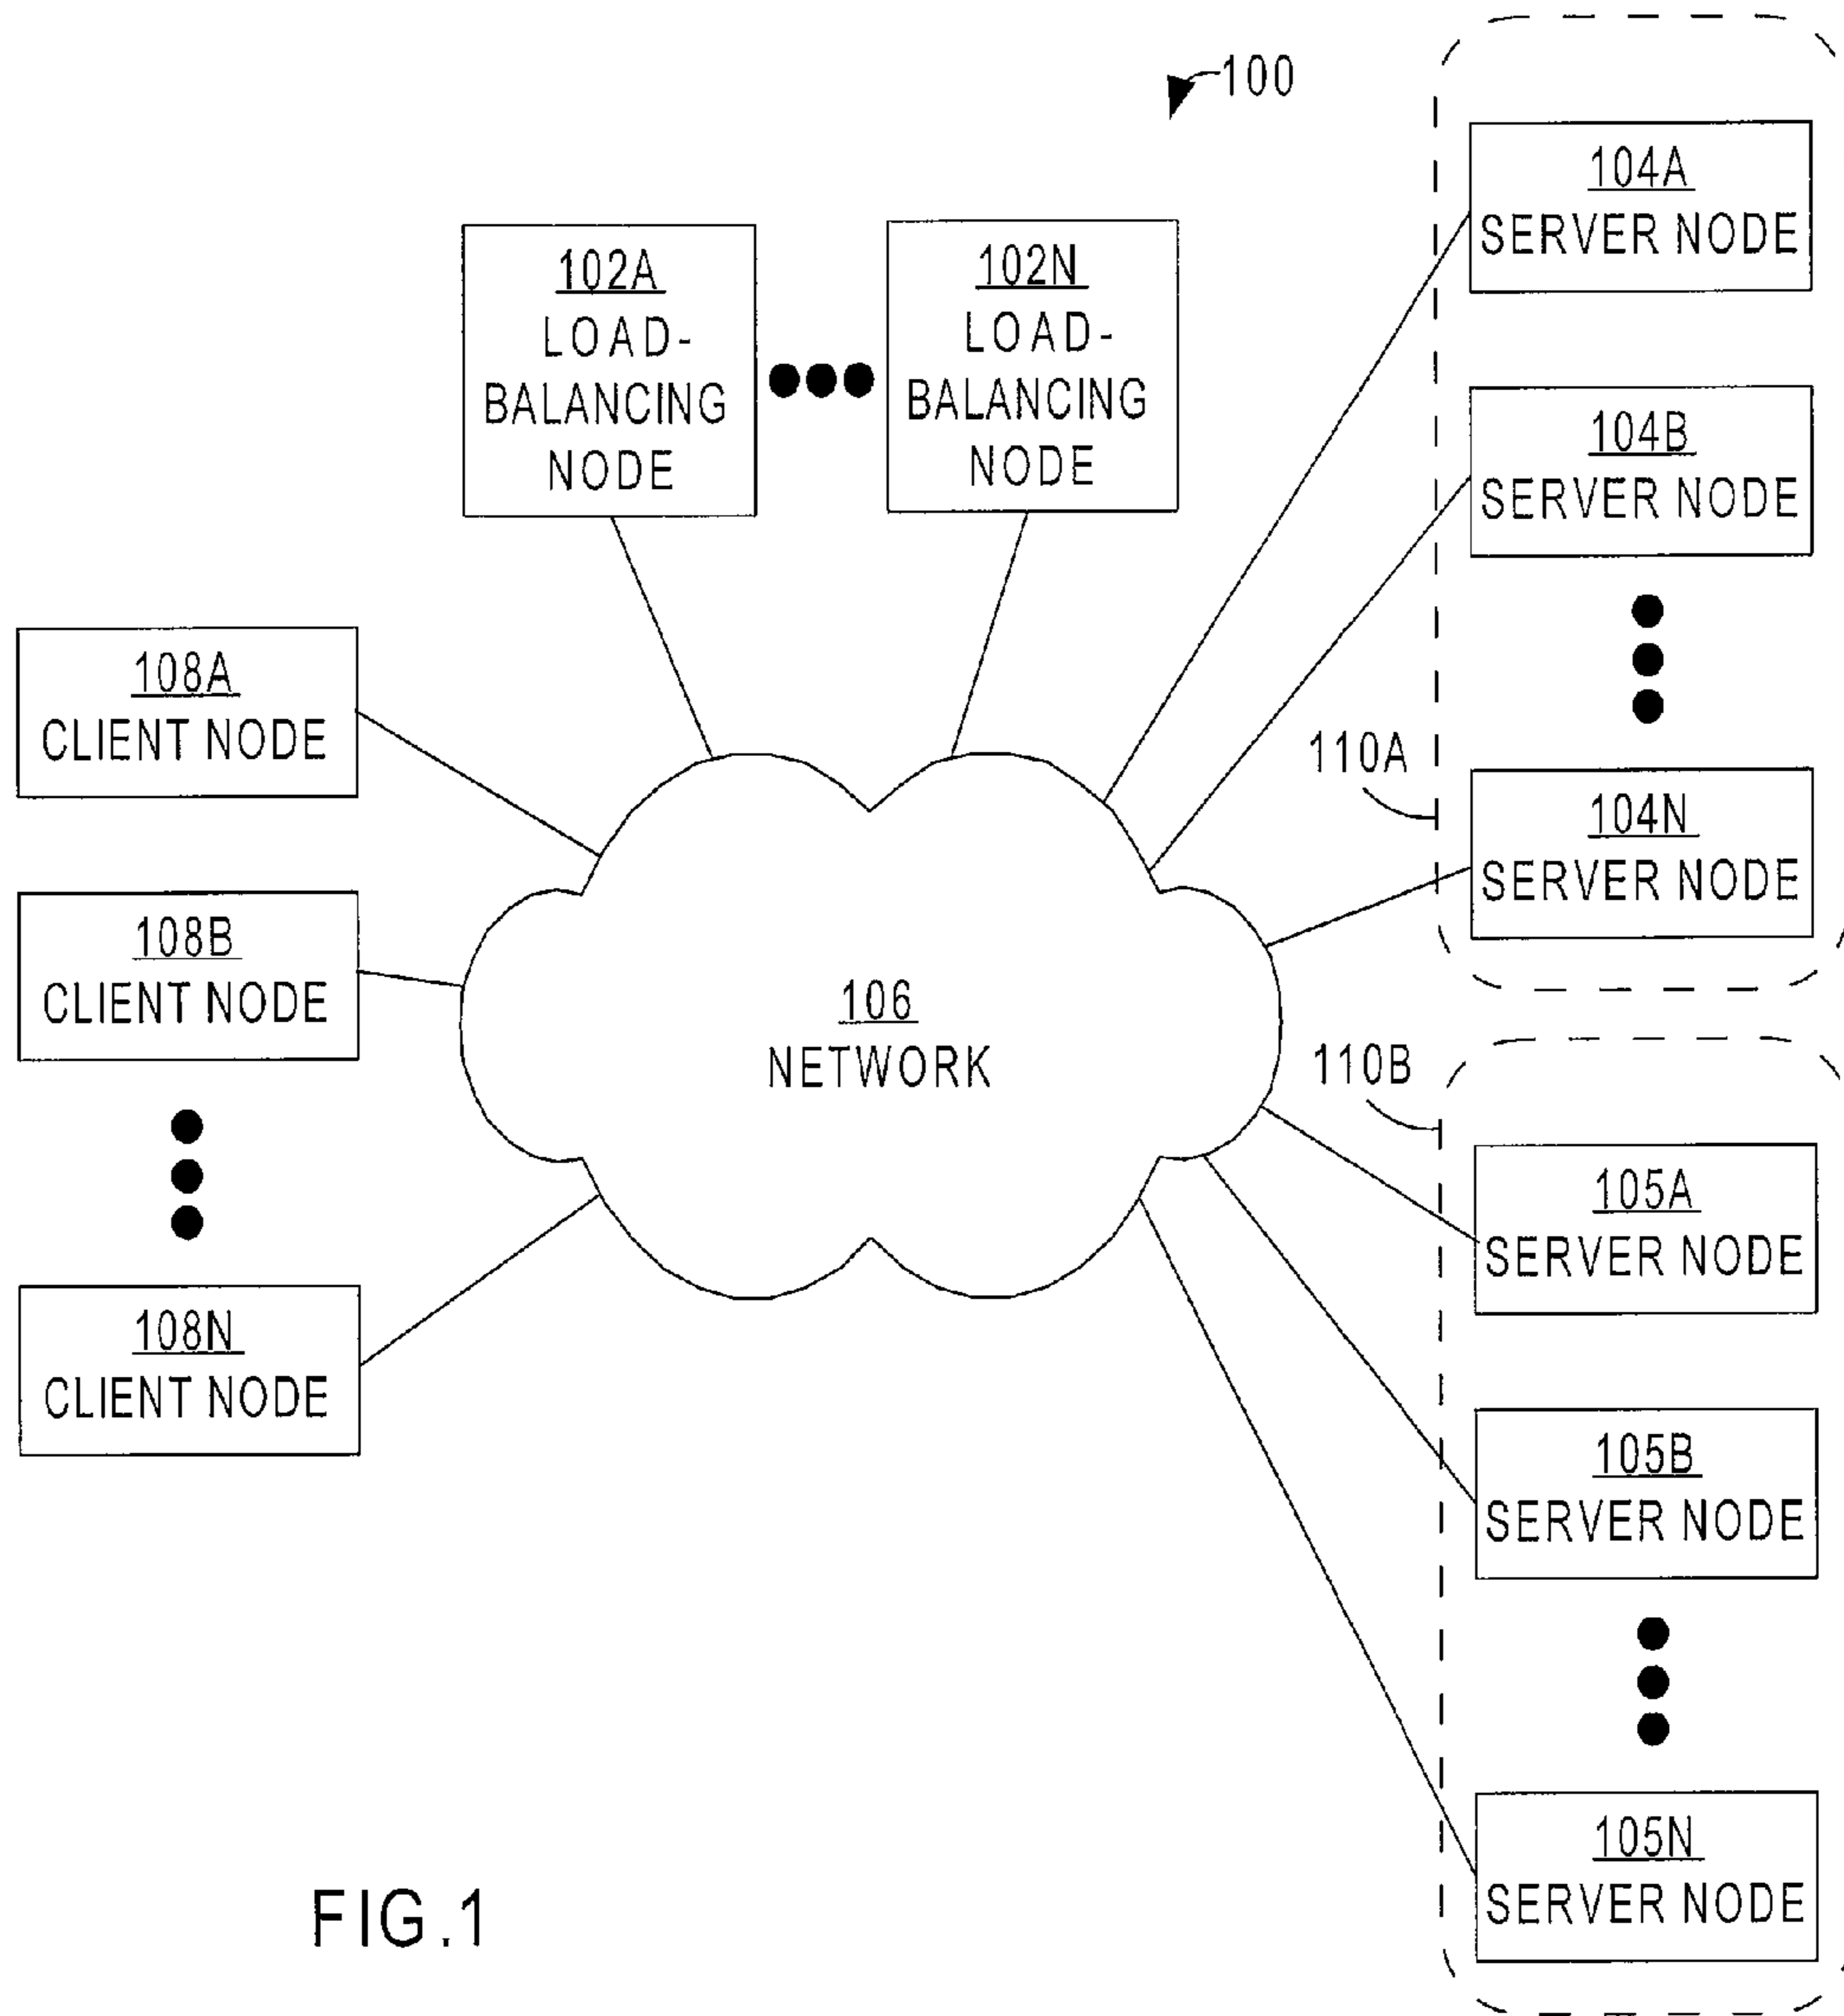 100
104A
SERVER NODE
102A
LOAD-
BALANCING
NODE
102N
LOAD-
BALANCING
NODE
104B
SERVER NODE
108A
CLIENT NODE
110A
104N
SERVER NODE
108B
CLIENT NODE
106
NETWORK
110B
105A
SERVER NODE
108N
CLIENT NODE
105B
SERVER NODE
105N
SERVER NODE
FIG.1